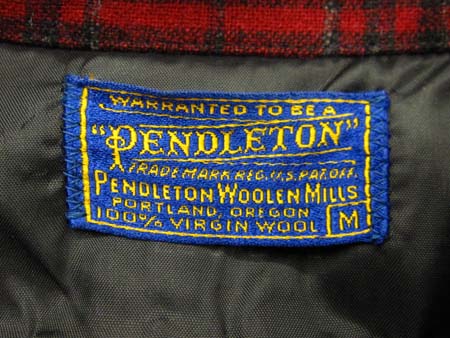 WARRANTED TO BE A
"PENDLETON"
TRADE MARK REG. U.S. PAT. OFF.
PENDLETON WOOLEN MILLS
PORTLAND, OREGON
100% VIRGIN WOOL M